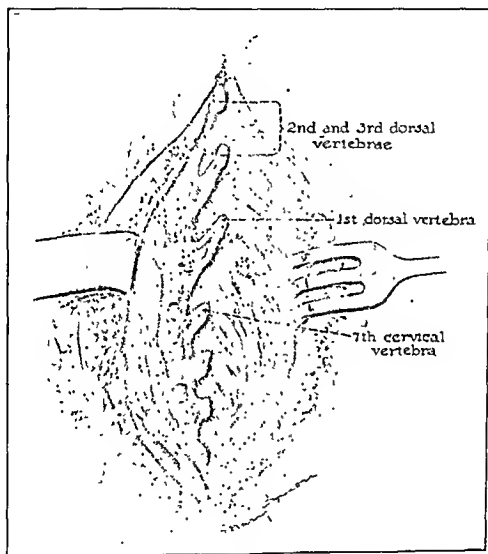 2nd and 3rd dorsal
vertebrae
1st dorsal vertebra
7th cervical
vertebra